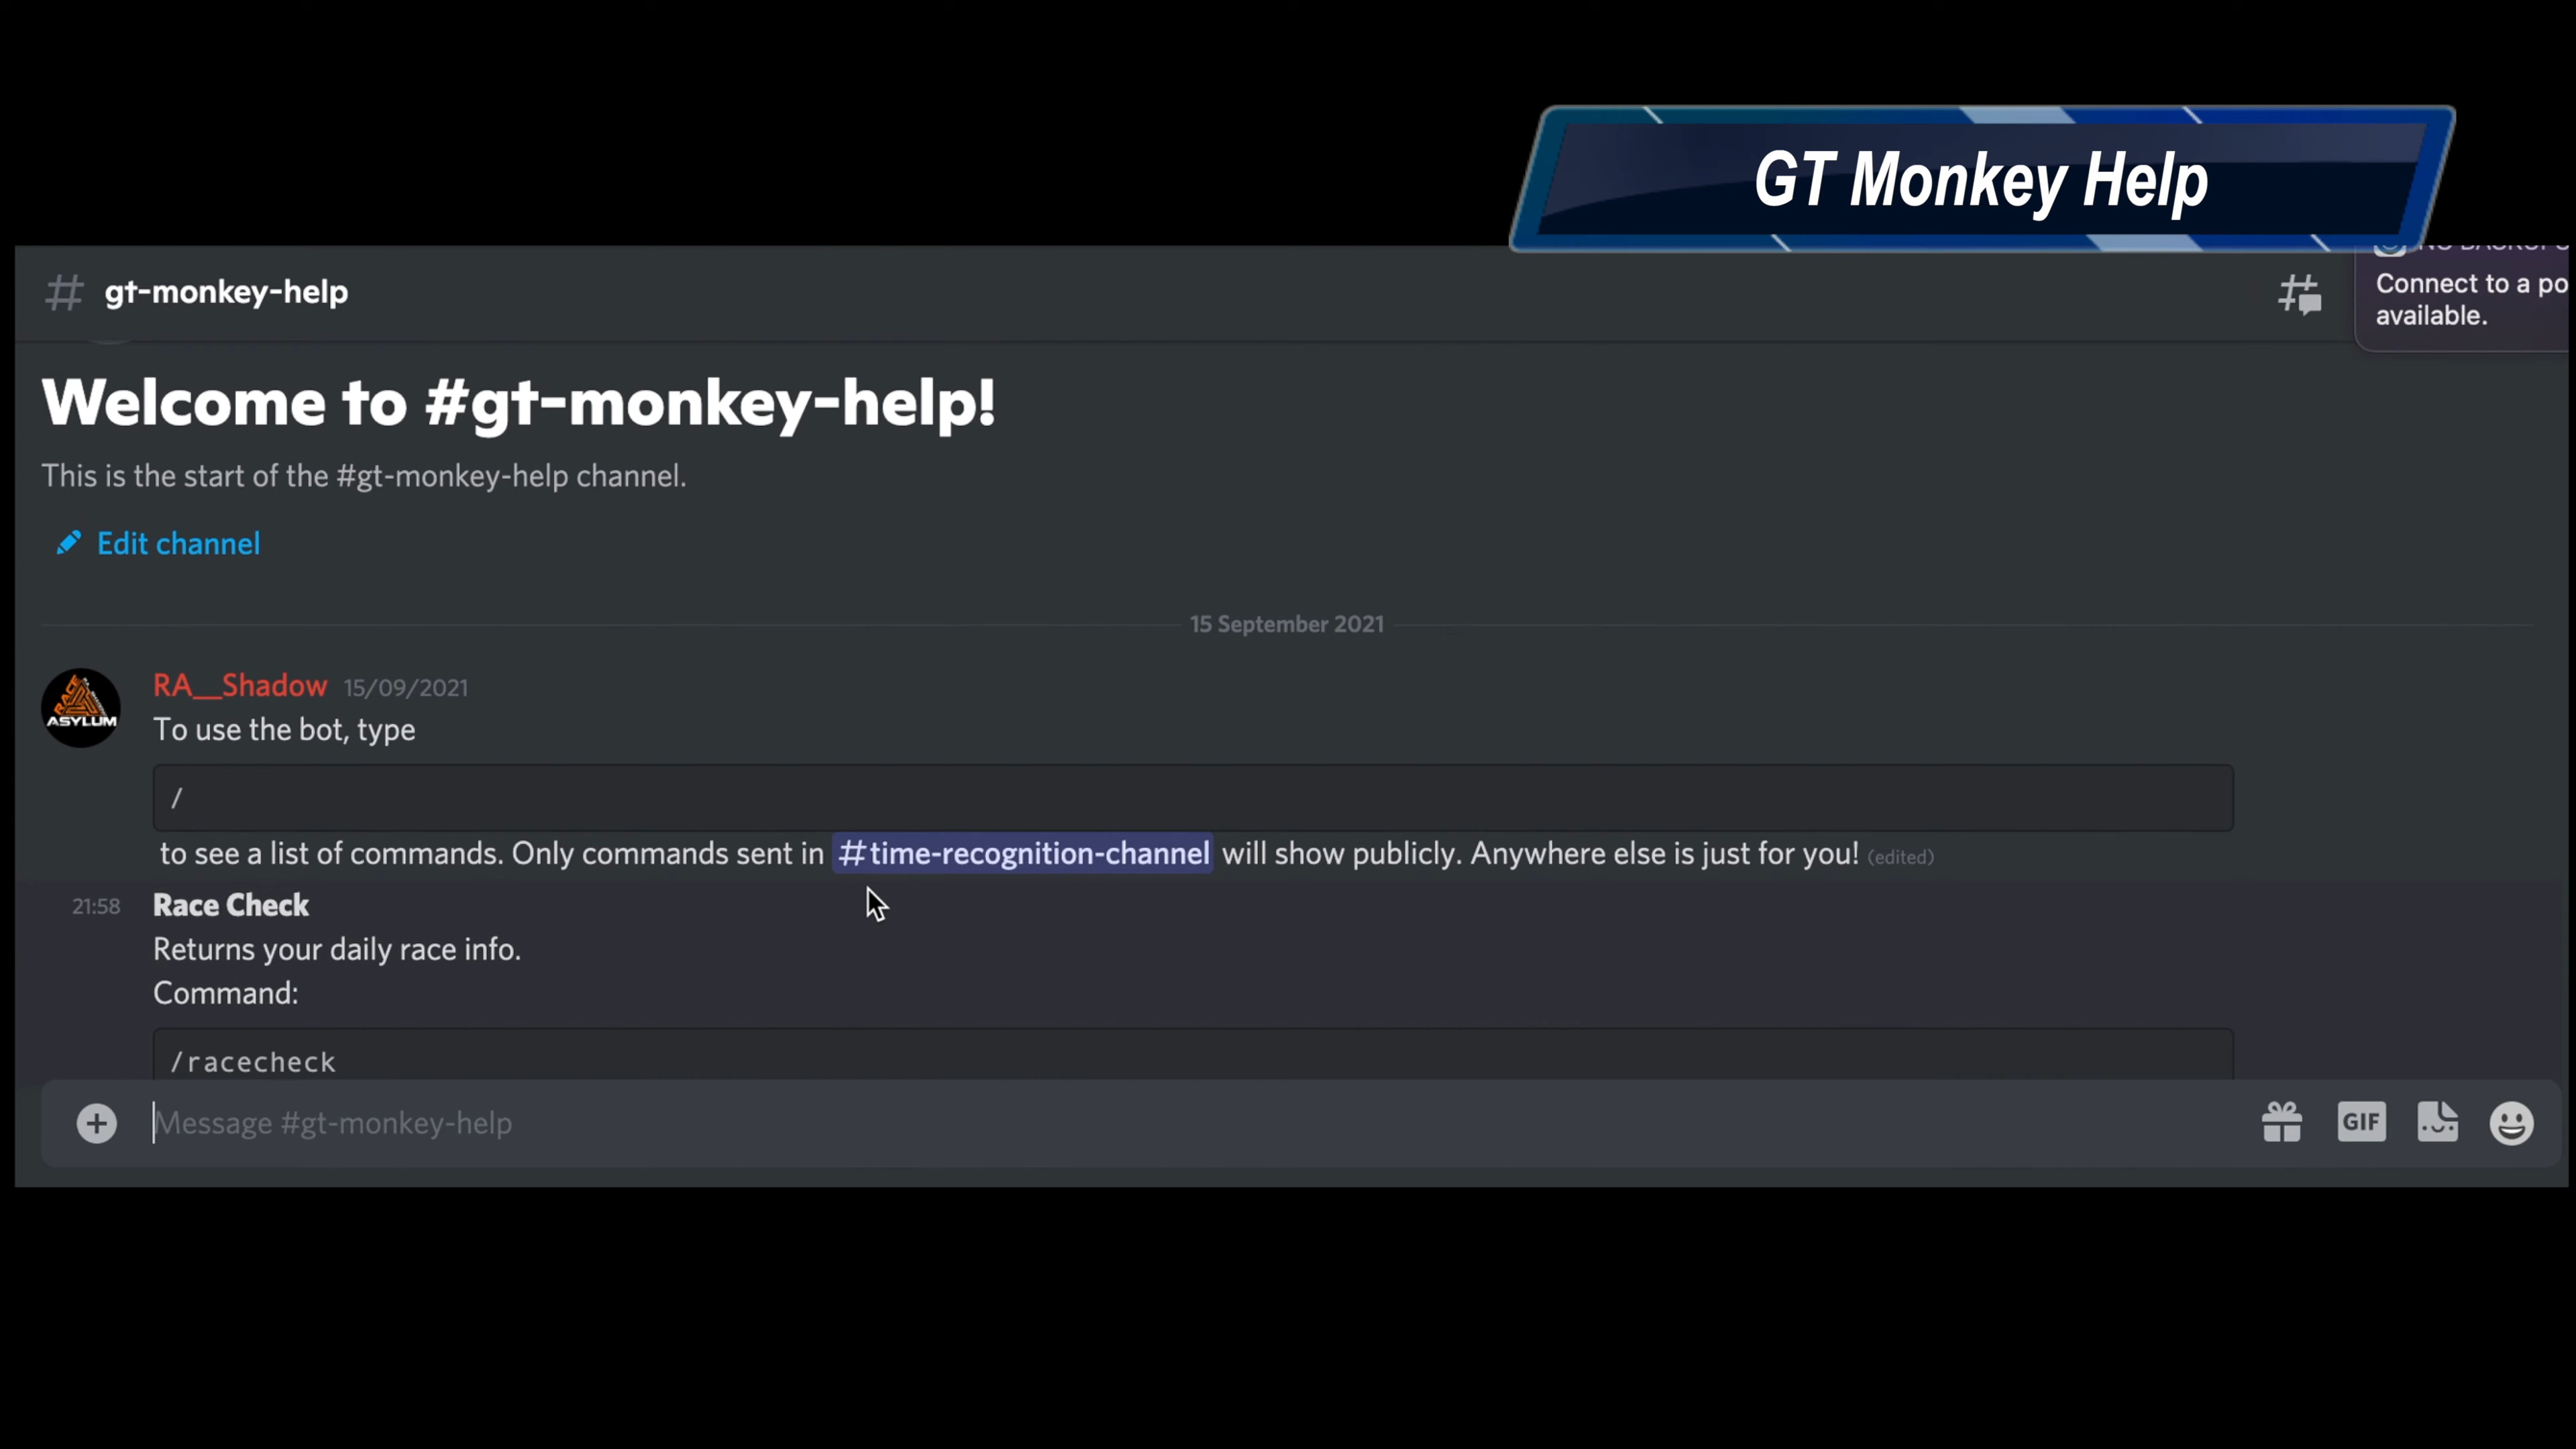 GT Monkey Help
# gt-monkey-help
Connect to a po
available.
Welcome to #gt-monkey-help!
This is the start of the #gt-monkey-help channel.
Edit channel
15 September 2021
RA__Shadow 15/09/2021
ASYLUM
To use the bot, type
/
to see a list of commands. Only commands sent in #time-recognition-channel will show publicly. Anywhere else is just for you! (edited)
21:58 Race Check
Returns your daily race info.
Command:
/racecheck
Message #gt-monkey-help
GIF